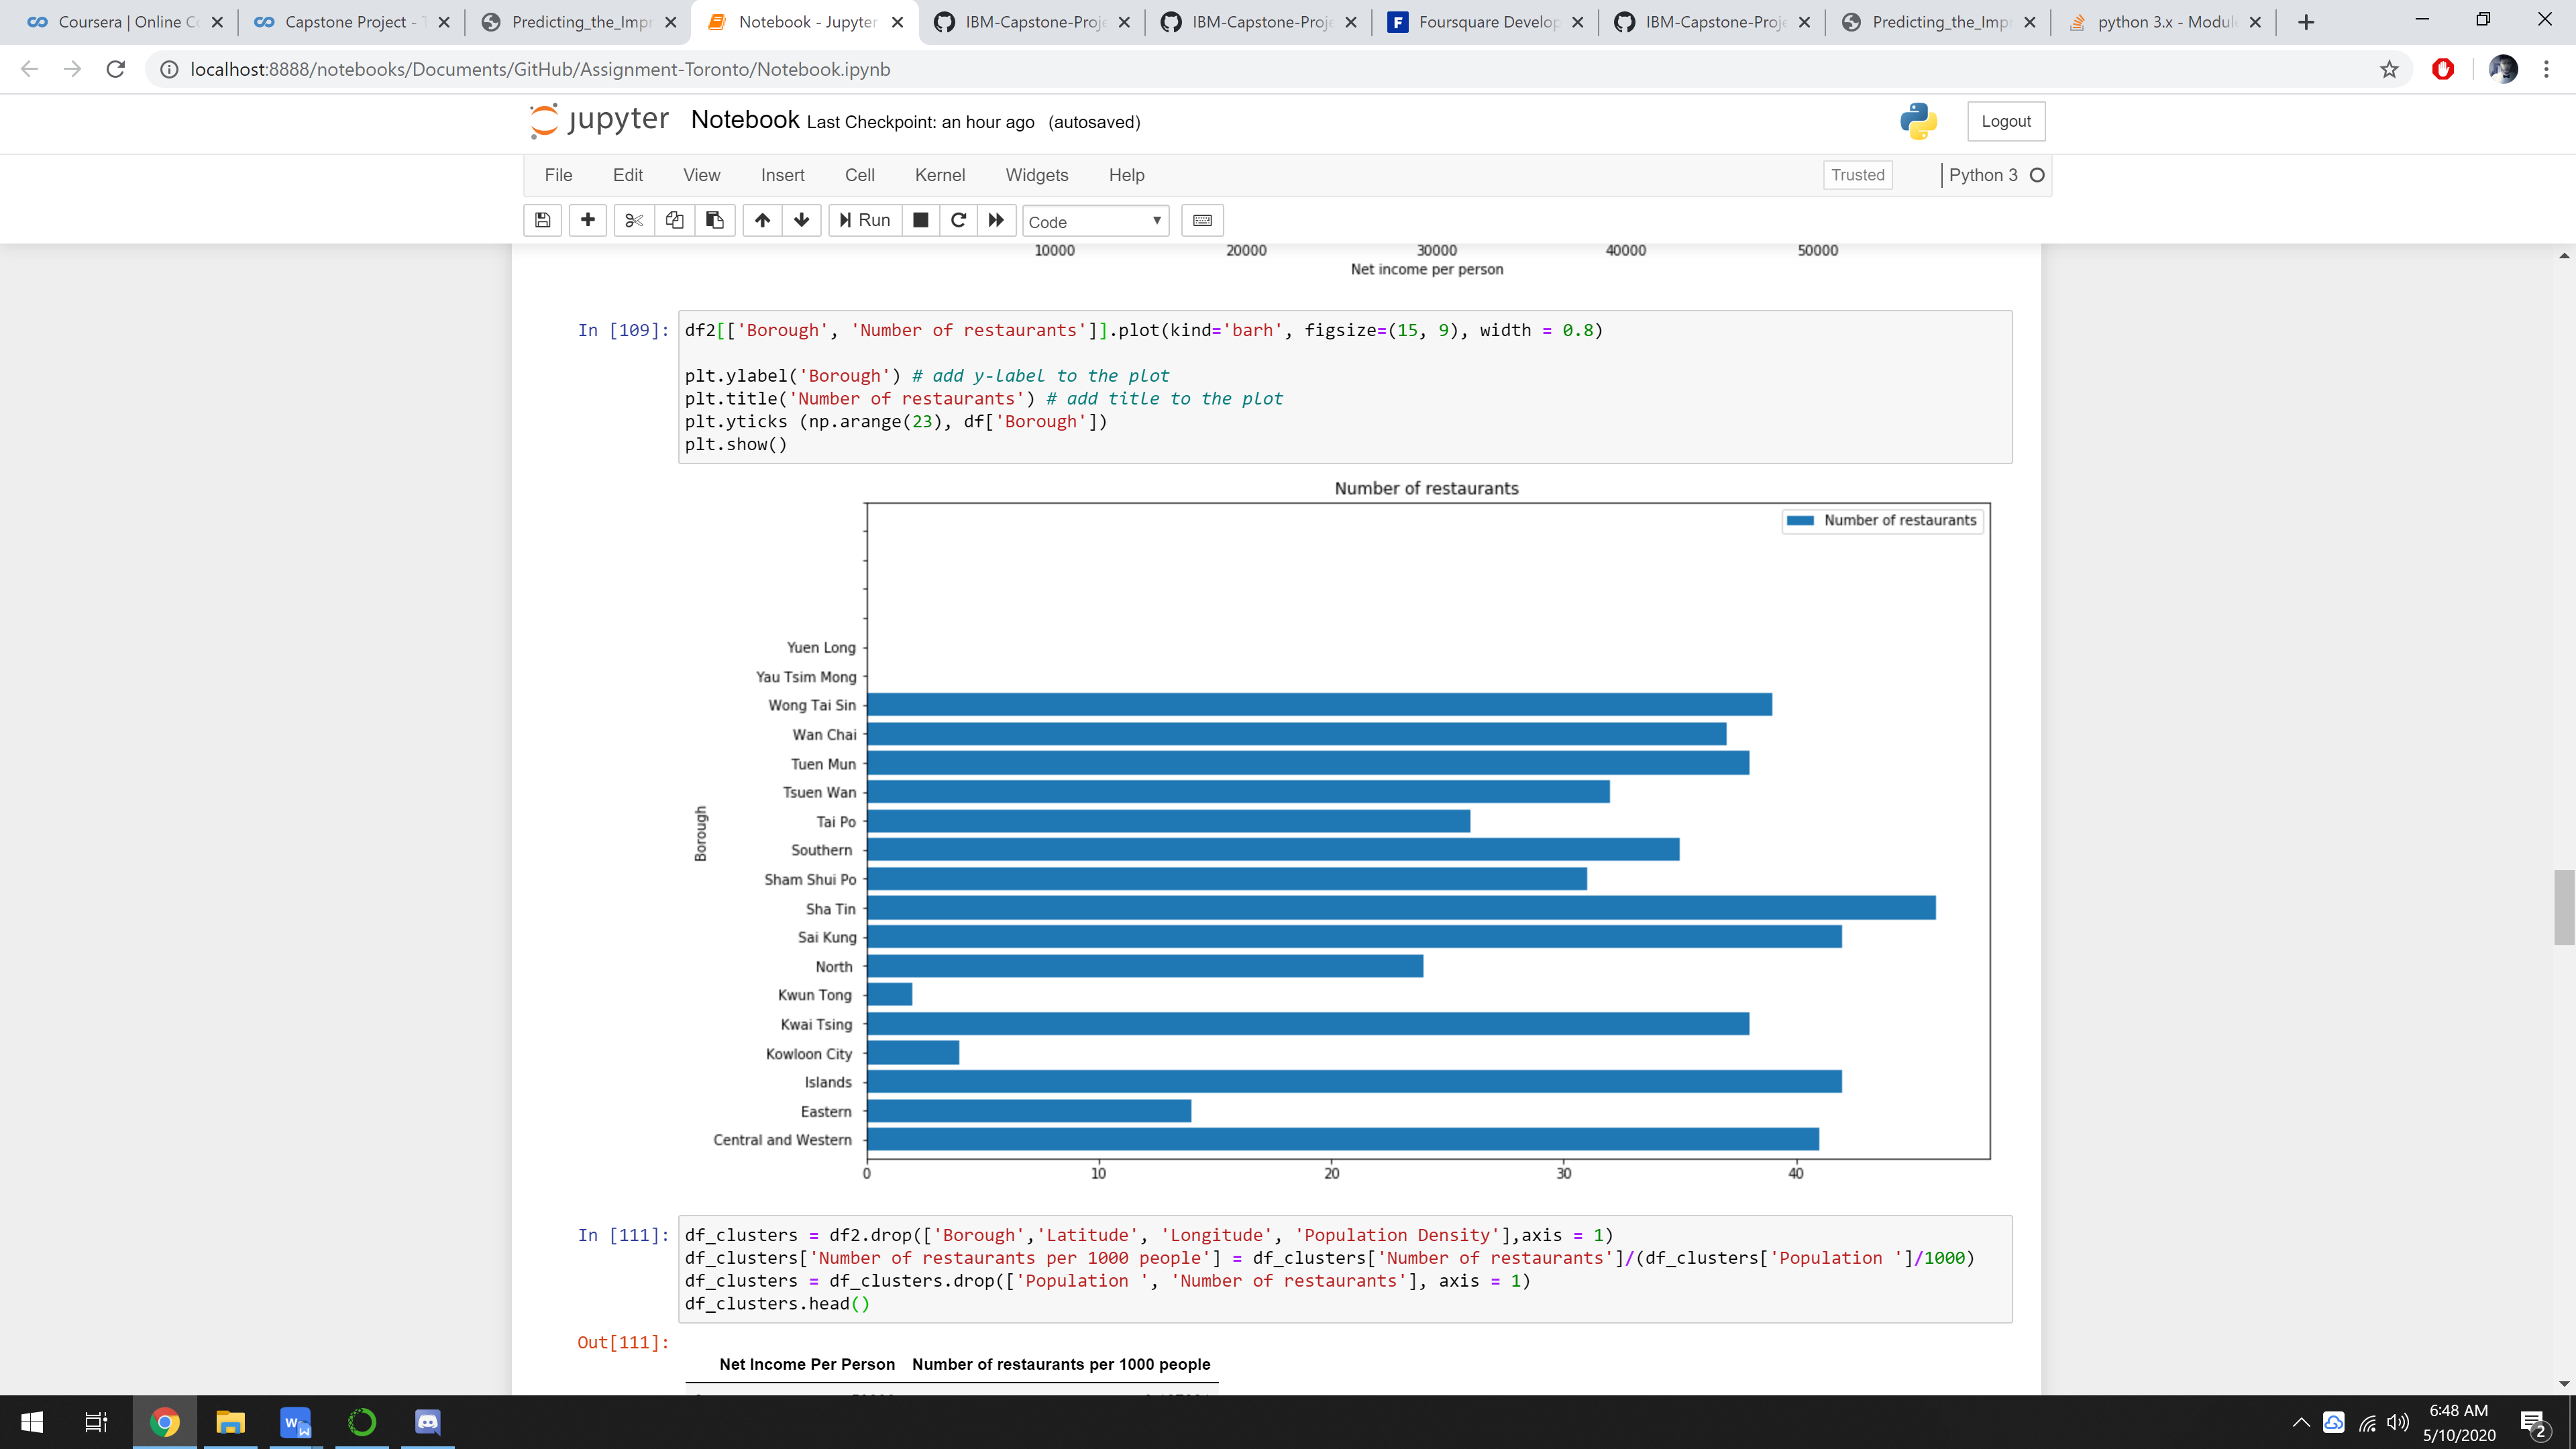 Coursera | Online C
Capstone Project -
Predicting_the_Imp
Notebook - Jupyter
IBM-Capstone-Proj
IBM-Capstone-Proj
Foursquare Develop
IBM-Capstone-Proj
Predicting_the_Imp
python 3.x - Modul
localhost:8888/notebooks/Documents/GitHub/Assignment-Toronto/Notebook.ipynb
jupyter Notebook Last Checkpoint: an hour ago (autosaved)
Logout
File Edit View Insert Cell Kernel Widgets Help
Trusted
Python 3
Run
Code
10000 20000 30000 40000 50000
Net income per person
In [109]:
df2[['Borough', 'Number of restaurants']].plot(kind='barh', figsize=(15, 9), width = 0.8)
plt.ylabel('Borough') # add y-label to the plot
plt.title('Number of restaurants') # add title to the plot
plt.yticks (np.arange(23), df['Borough'])
plt.show()
Number of restaurants
Number of restaurants
Yuen Long
Yau Tsim Mong
Wong Tai Sin
Wan Chai
Tuen Mun
Tsuen Wan
Tai Po
Southern
Sham Shui Po
Sha Tin
Sai Kung
North
Kwun Tong
Kwai Tsing
Kowloon City
Islands
Eastern
Central and Western
Borough
0 10 20 30 40
In [111]:
df_clusters = df2.drop(['Borough','Latitude', 'Longitude', 'Population Density'],axis = 1)
df_clusters['Number of restaurants per 1000 people'] = df_clusters['Number of restaurants']/(df_clusters['Population ']/1000)
df_clusters = df_clusters.drop(['Population ', 'Number of restaurants'], axis = 1)
df_clusters.head()
Out[111]:
Net Income Per Person Number of restaurants per 1000 people
6:48 AM
5/10/2020
2